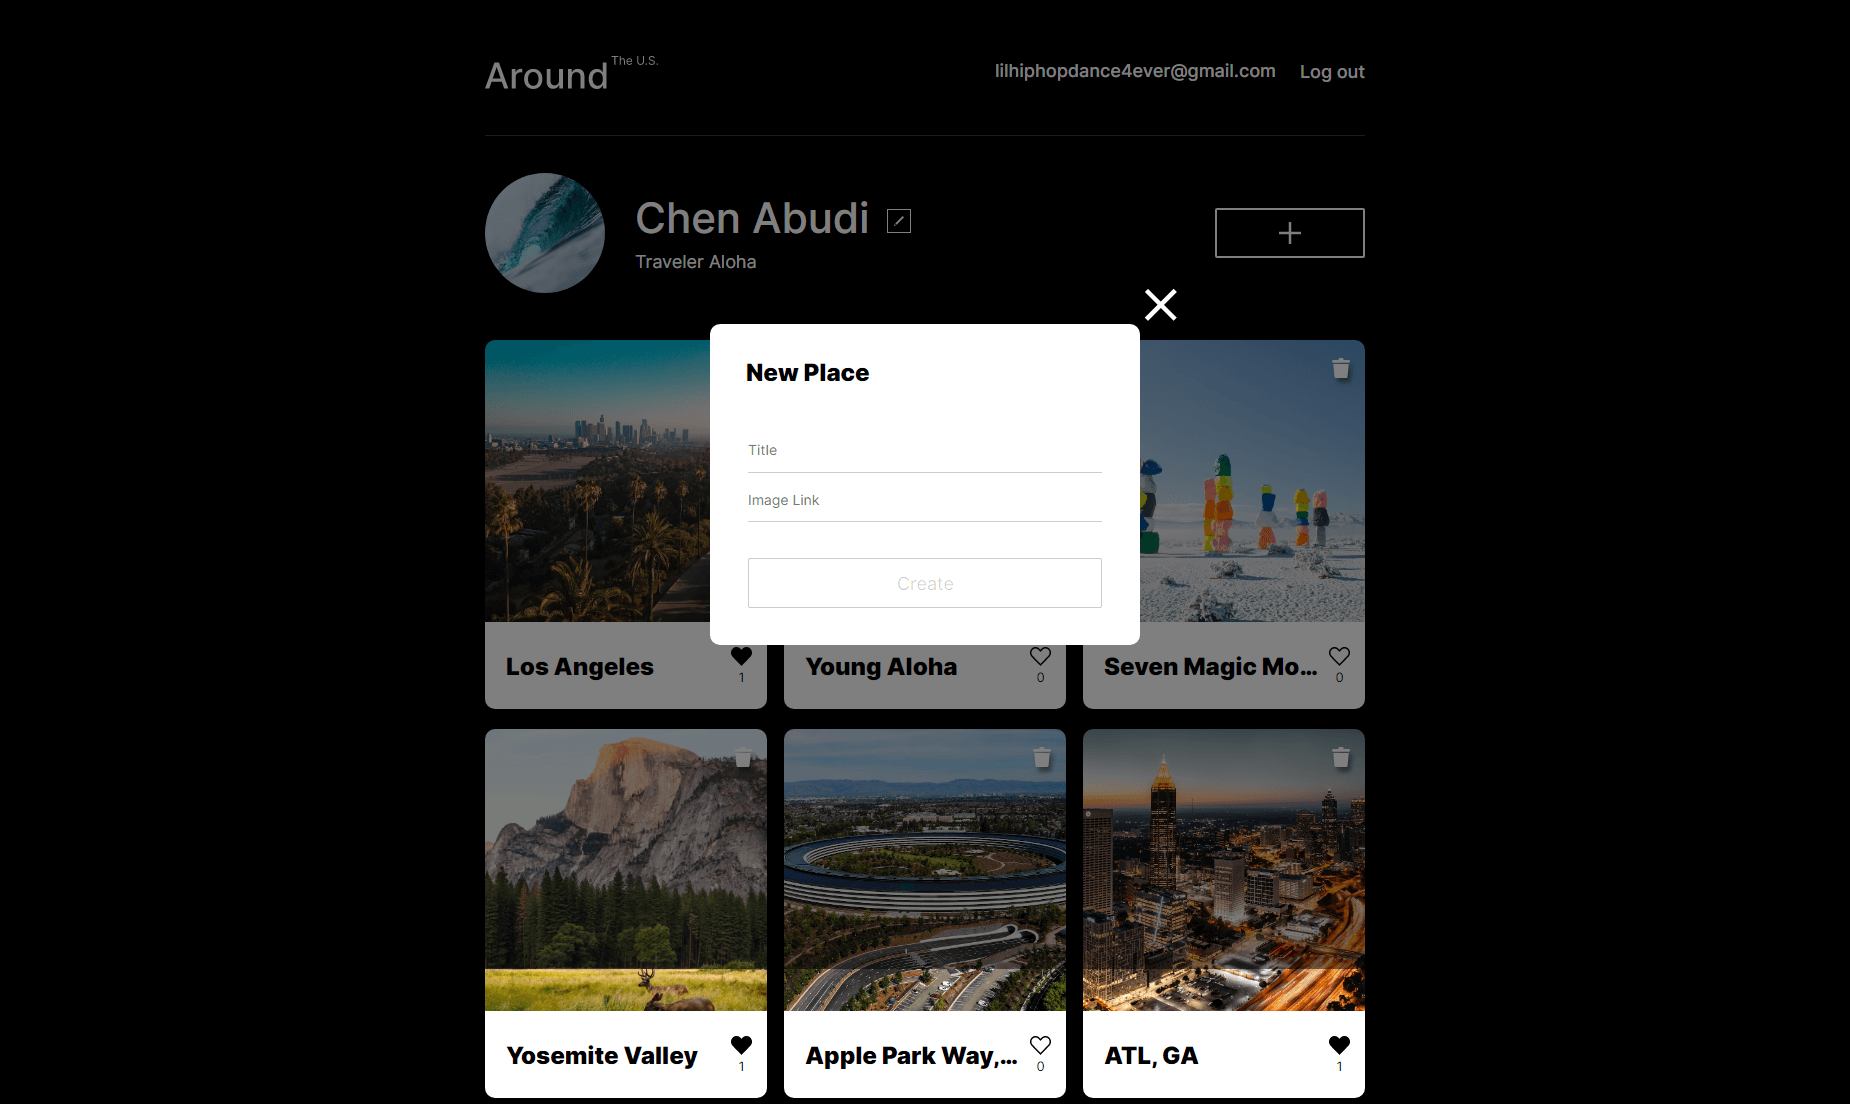 Around The U.S.
lilhiphopdance4ever@gmail.com
Log out
Chen Abudi
Traveler Aloha
New Place
Title
Image Link
Create
Los Angeles
1
Young Aloha
0
Seven Magic Mo...
0
Yosemite Valley
1
Apple Park Way,...
0
ATL, GA
1